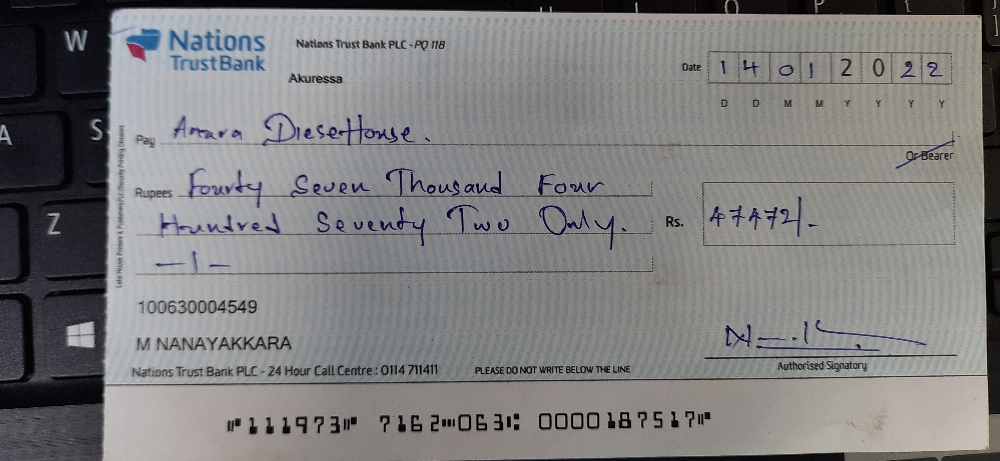 W
A
S
Z
Nations
Trust Bank
Nations Trust Bank PLC - PQ 118
Akuressa
Date 1 4 0 1 2 0 2 2
D D M M Y Y Y Y
Pay Amara Diesel House.
Or Bearer
Rupees Fourty Seven Thousand Four
Hundred Seventy Two Only.
—/—
Rs. 47472/-
100630004549
M NANAYAKKARA
Authorised Signatory
Nations Trust Bank PLC - 24 Hour Call Centre : 0114 711411
PLEASE DO NOT WRITE BELOW THE LINE
⑈111973⑈ 7162⑉063⑆ 0000187517⑈